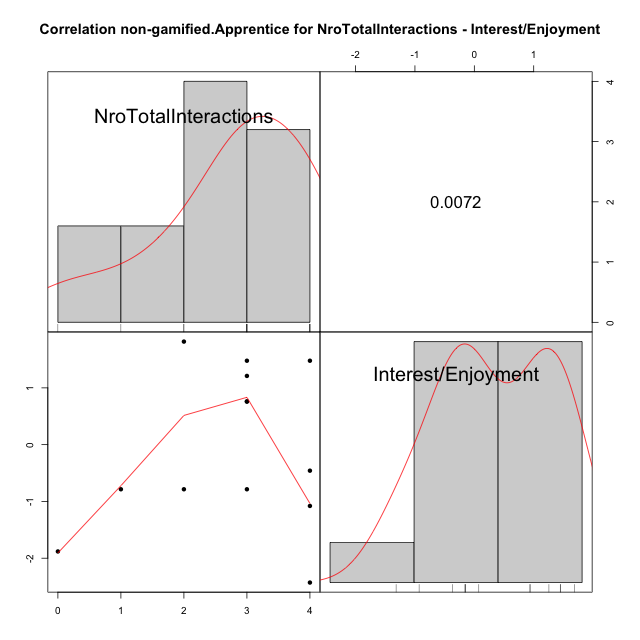 Correlation non-gamified.Apprentice for NroTotalInteractions - Interest/Enjoyment
-2 -1 0 1
NroTotalInteractions
0.0072
4
3
2
1
0
Interest/Enjoyment
1
0
-1
-2
0 1 2 3 4